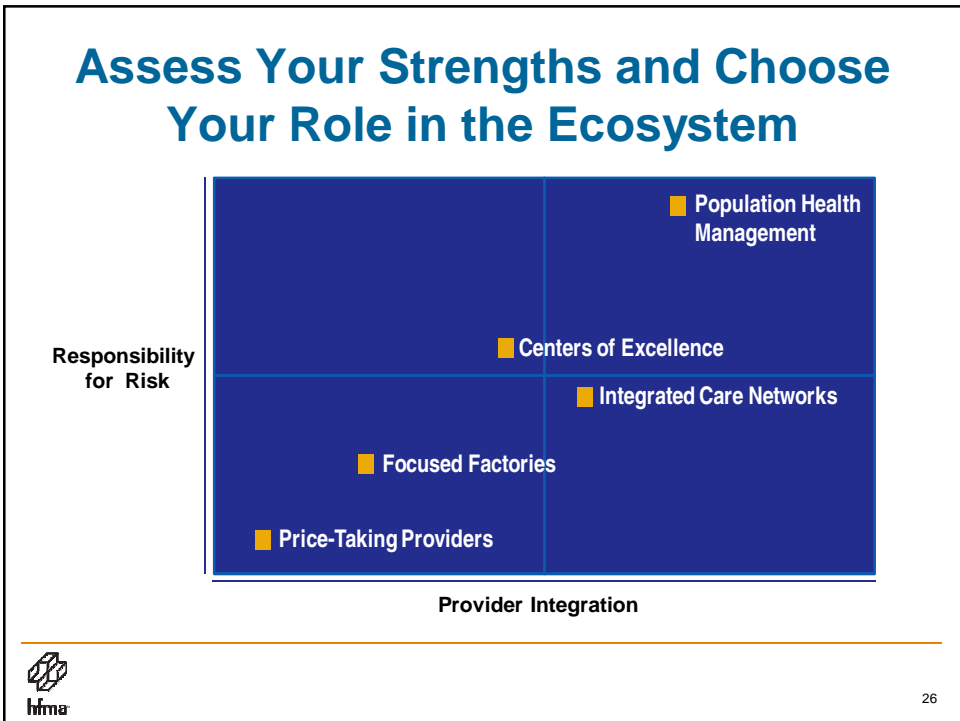 Assess Your Strengths and Choose
Your Role in the Ecosystem
Population Health
Management
Centers of Excellence
Responsibility
for Risk
Integrated Care Networks
Focused Factories
Price-Taking Providers
Provider Integration
hfma
26